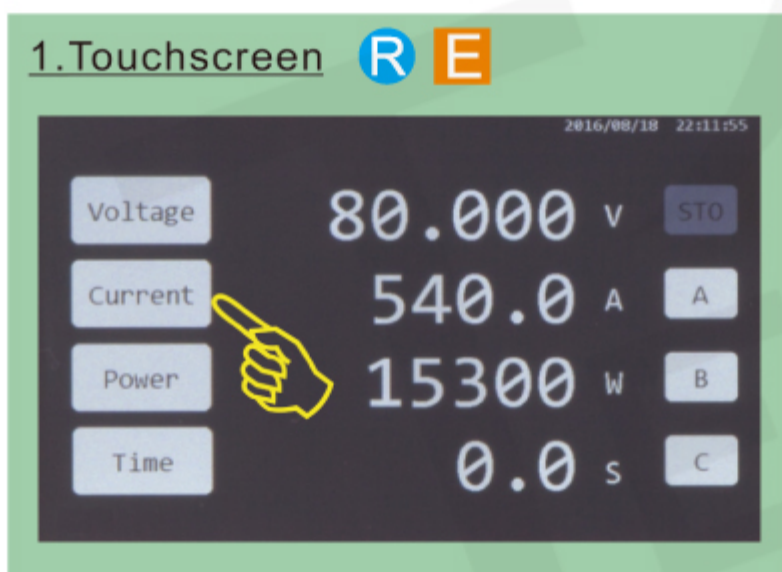 1.Touchscreen R E
2016/08/18 22:11:55
Voltage 80.000 V STO
Current 540.0 A A
Power 15300 W B
Time 0.0 S C